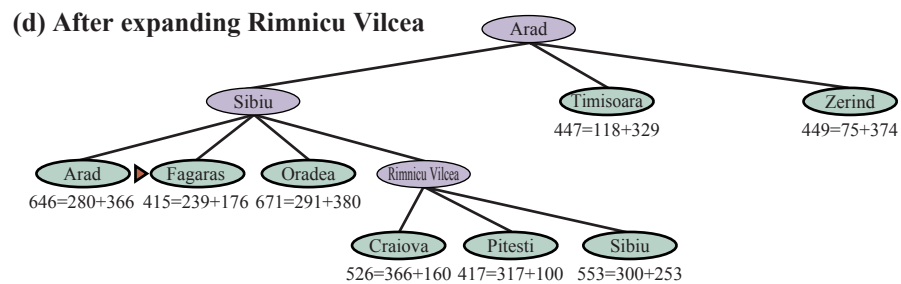 (d) After expanding Rimnicu Vilcea
Arad
Sibiu
Timisoara
Zerind
447=118+329
449=75+374
Arad
Fagaras
Oradea
Rimnicu Vilcea
646=280+366
415=239+176
671=291+380
Craiova
Pitesti
Sibiu
526=366+160
417=317+100
553=300+253